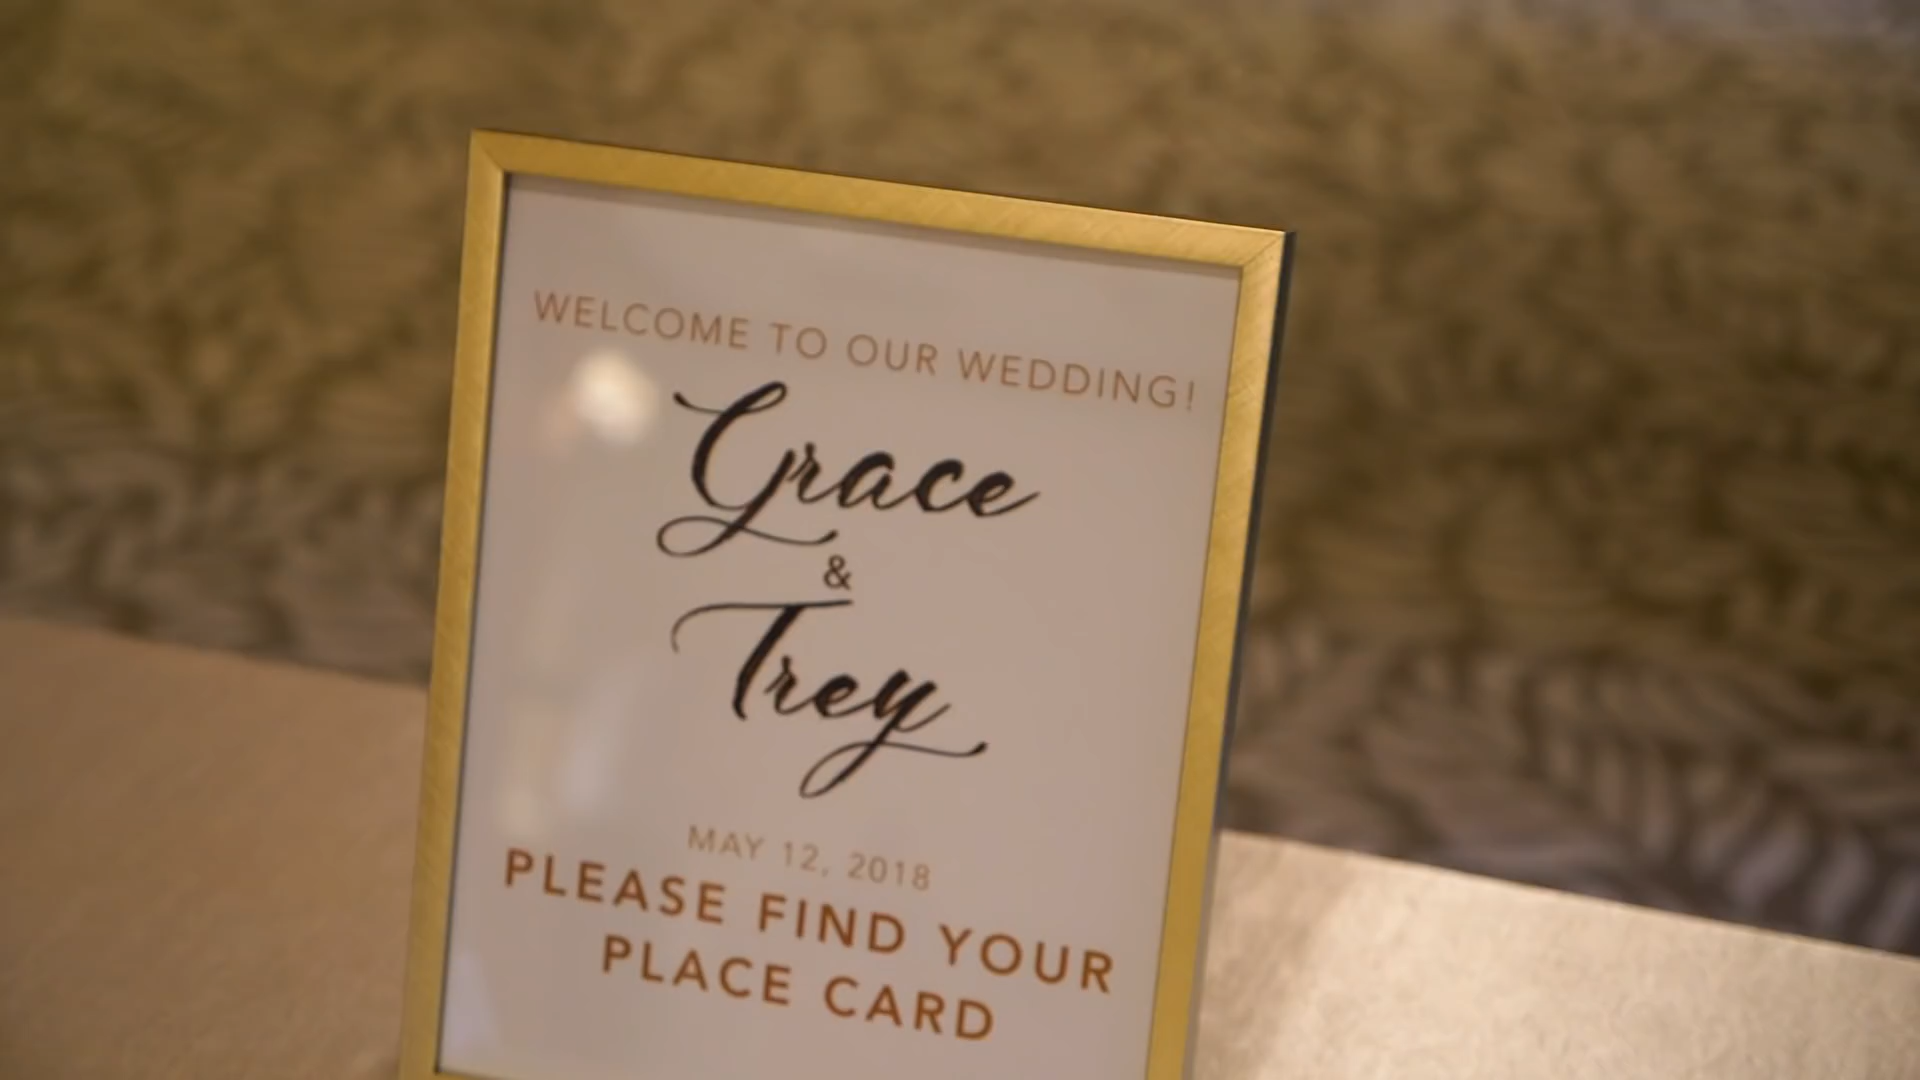 WELCOME TO OUR WEDDING!
Grace
&
Trey
MAY 12, 2018
PLEASE FIND YOUR
PLACE CARD